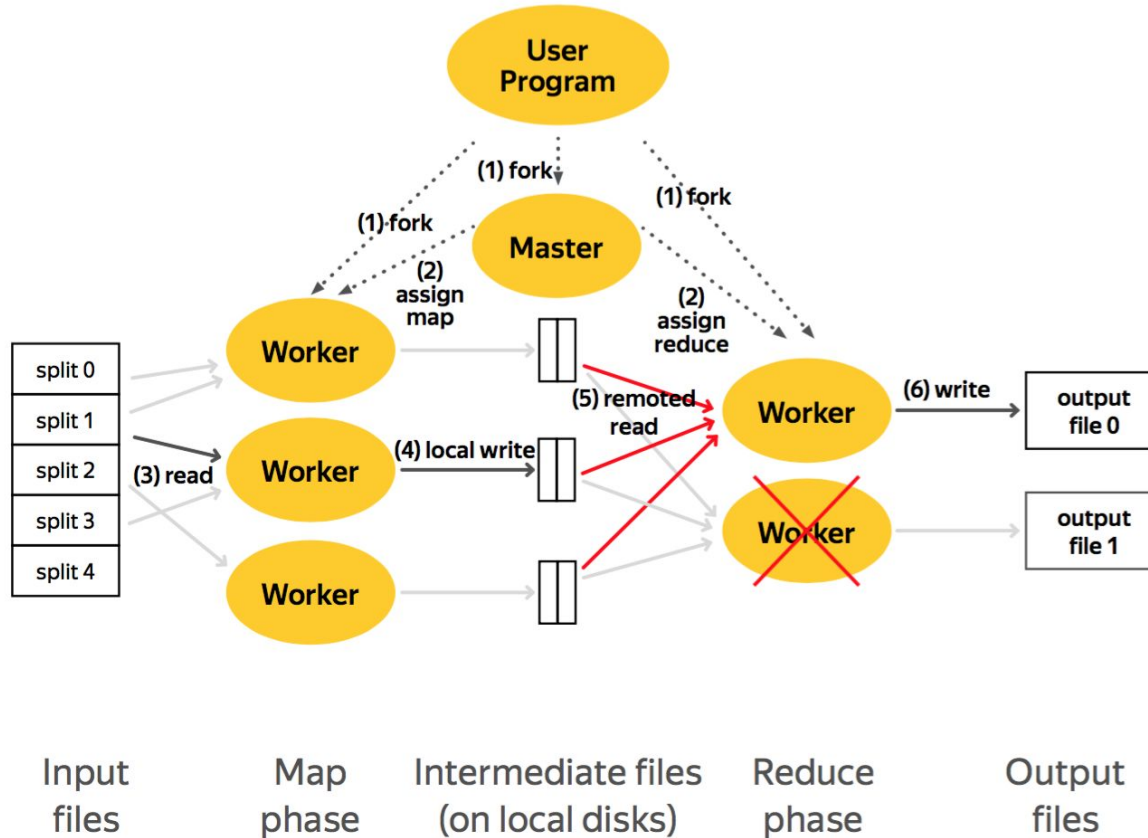 User
Program
(1) fork
(1) fork
(1) fork
Master
(2)
assign
map
(2)
assign
reduce
split 0
split 1
split 2
split 3
split 4
(3) read
Worker
Worker
Worker
(4) local write
(5) remoted
read
Worker
Worker
(6) write
output
file 0
output
file 1
Input
files
Map
phase
Intermediate files
(on local disks)
Reduce
phase
Output
files